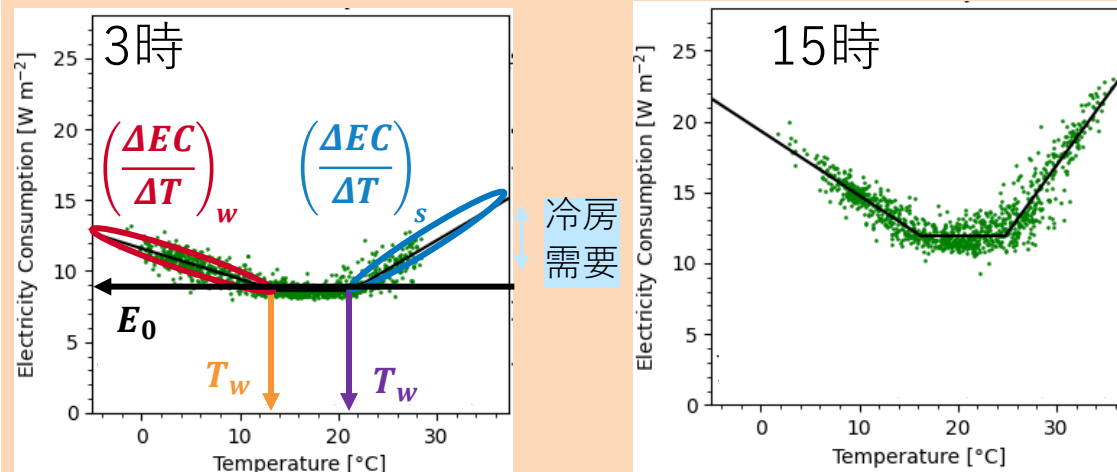 3時
Electricity Consumption [W m⁻²]
25
20
15
10
5
0
(ΔEC/ΔT)w
(ΔEC/ΔT)s
E₀
Tw
Tw
0
10
20
30
Temperature [°C]
冷房
需要
15時
Electricity Consumption [W m⁻²]
25
20
15
10
5
0
0
10
20
30
Temperature [°C]